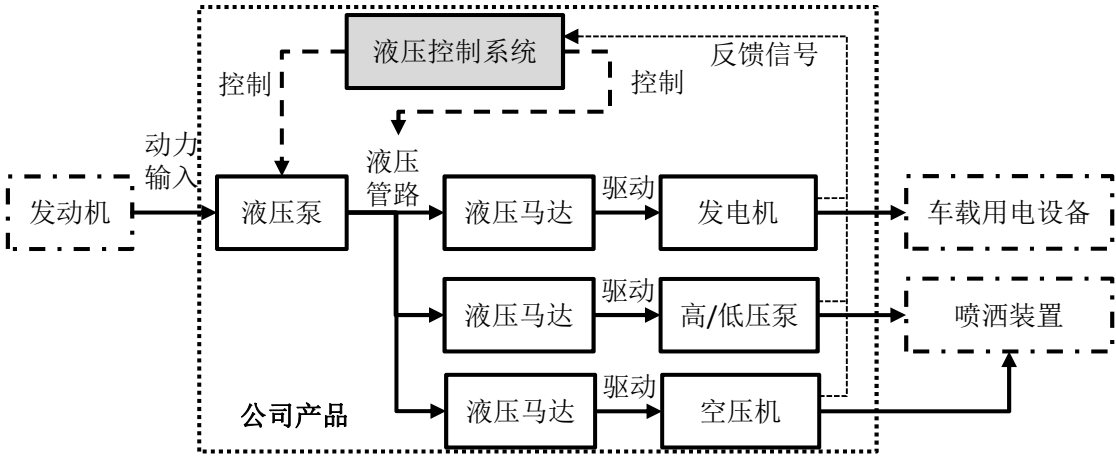 液压控制系统
反馈信号
控制
控制
动力
输入
液压
管路
发动机
液压泵
液压马达
驱动
发电机
车载用电设备
液压马达
驱动
高/低压泵
喷洒装置
液压马达
驱动
空压机
公司产品